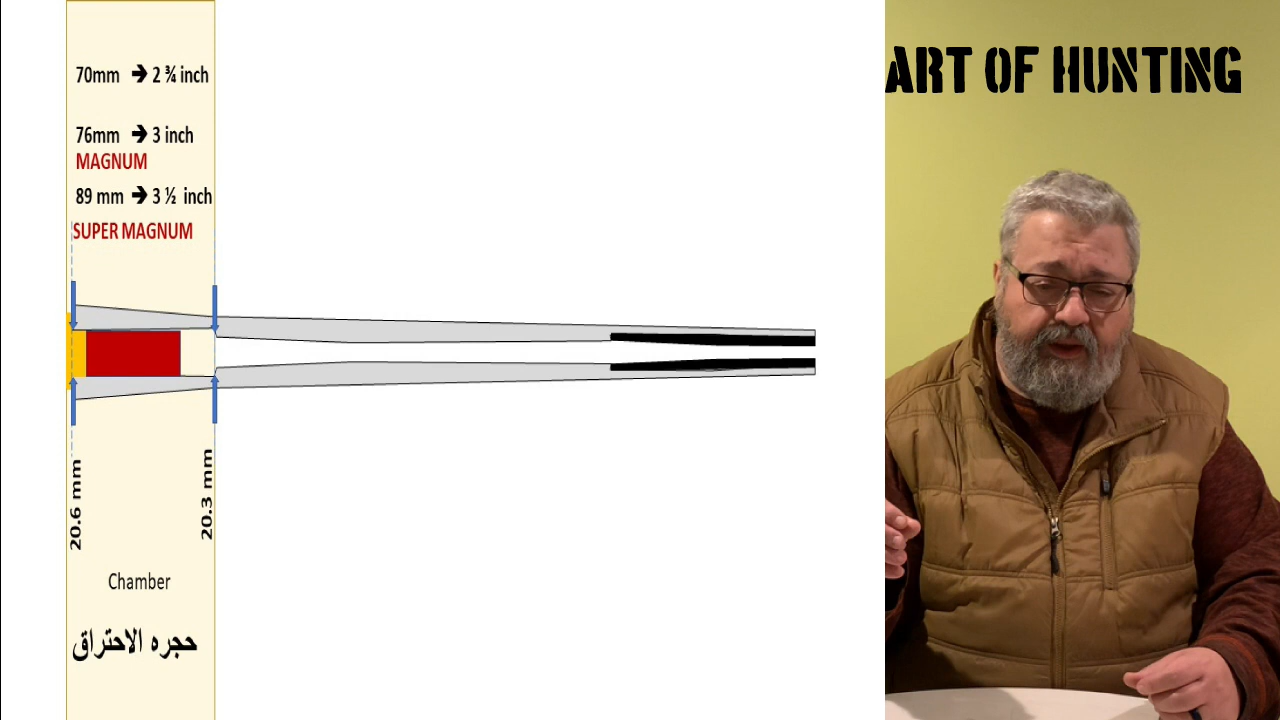 70mm ➔ 2 ¾ inch
76mm ➔ 3 inch
MAGNUM
89 mm ➔ 3 ½ inch
SUPER MAGNUM
20.6 mm
20.3 mm
Chamber
حجره الاحتراق
ART OF HUNTING